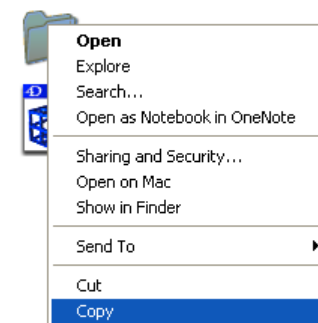 Open
Explore
Search...
Open as Notebook in OneNote
4D
Sharing and Security...
Open on Mac
Show in Finder
Send To
Cut
Copy